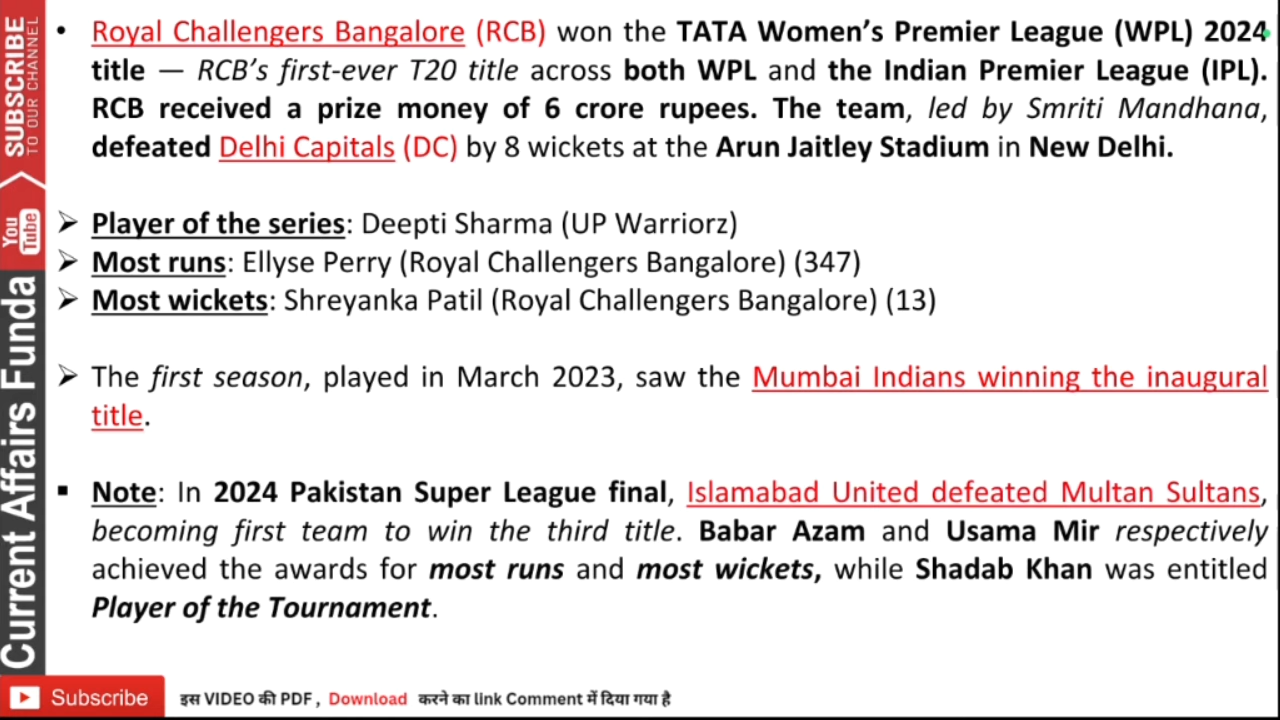 • Royal Challengers Bangalore (RCB) won the TATA Women’s Premier League (WPL) 2024
title — RCB’s first-ever T20 title across both WPL and the Indian Premier League (IPL).
RCB received a prize money of 6 crore rupees. The team, led by Smriti Mandhana,
defeated Delhi Capitals (DC) by 8 wickets at the Arun Jaitley Stadium in New Delhi.
➢ Player of the series: Deepti Sharma (UP Warriorz)
➢ Most runs: Ellyse Perry (Royal Challengers Bangalore) (347)
➢ Most wickets: Shreyanka Patil (Royal Challengers Bangalore) (13)
➢ The first season, played in March 2023, saw the Mumbai Indians winning the inaugural
title.
▪ Note: In 2024 Pakistan Super League final, Islamabad United defeated Multan Sultans,
becoming first team to win the third title. Babar Azam and Usama Mir respectively
achieved the awards for most runs and most wickets, while Shadab Khan was entitled
Player of the Tournament.
SUBSCRIBE
TO OUR CHANNEL
You
Tube
Current Affairs Funda
Subscribe
इस VIDEO की PDF , Download करने का link Comment में दिया गया है